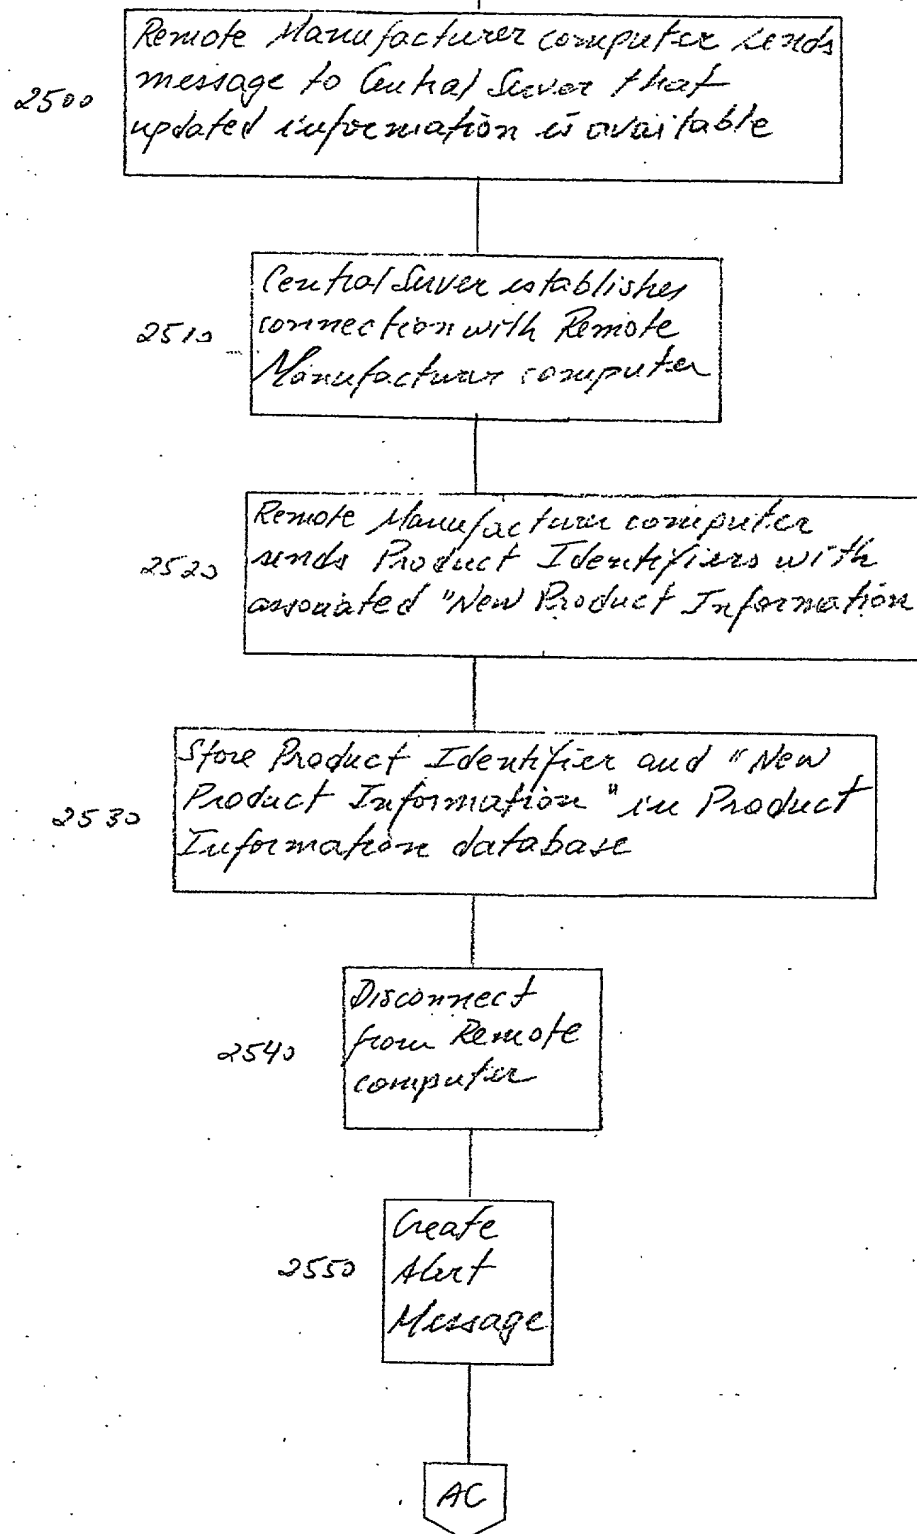 Remote Manufacturer computer sends
message to Central Server that
2500
updated information is available
Central Server establishes
2510
connection with Remote
Manufacturer computer
Remote Manufacturer computer
2520
sends Product Identifiers with
associated "New Product Information
Store Product Identifier and "New
2530
Product Information" in Product
Information database
Disconnect
2540
from Remote
computer
Create
2550
Alert
Message
AC